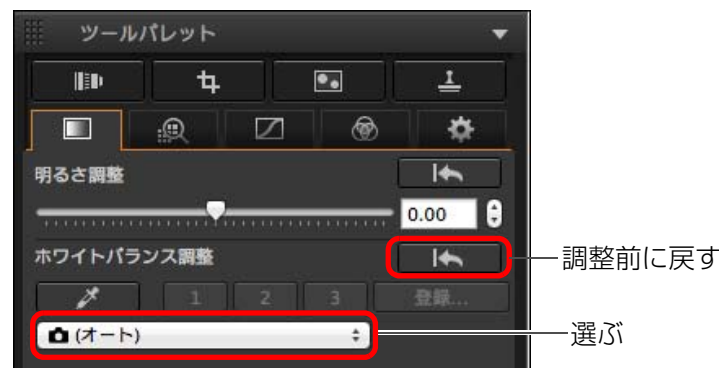 ツールパレット
明るさ調整
0.00
ホワイトバランス調整
調整前に戻す
1 2 3 登録...
(オート)
選ぶ